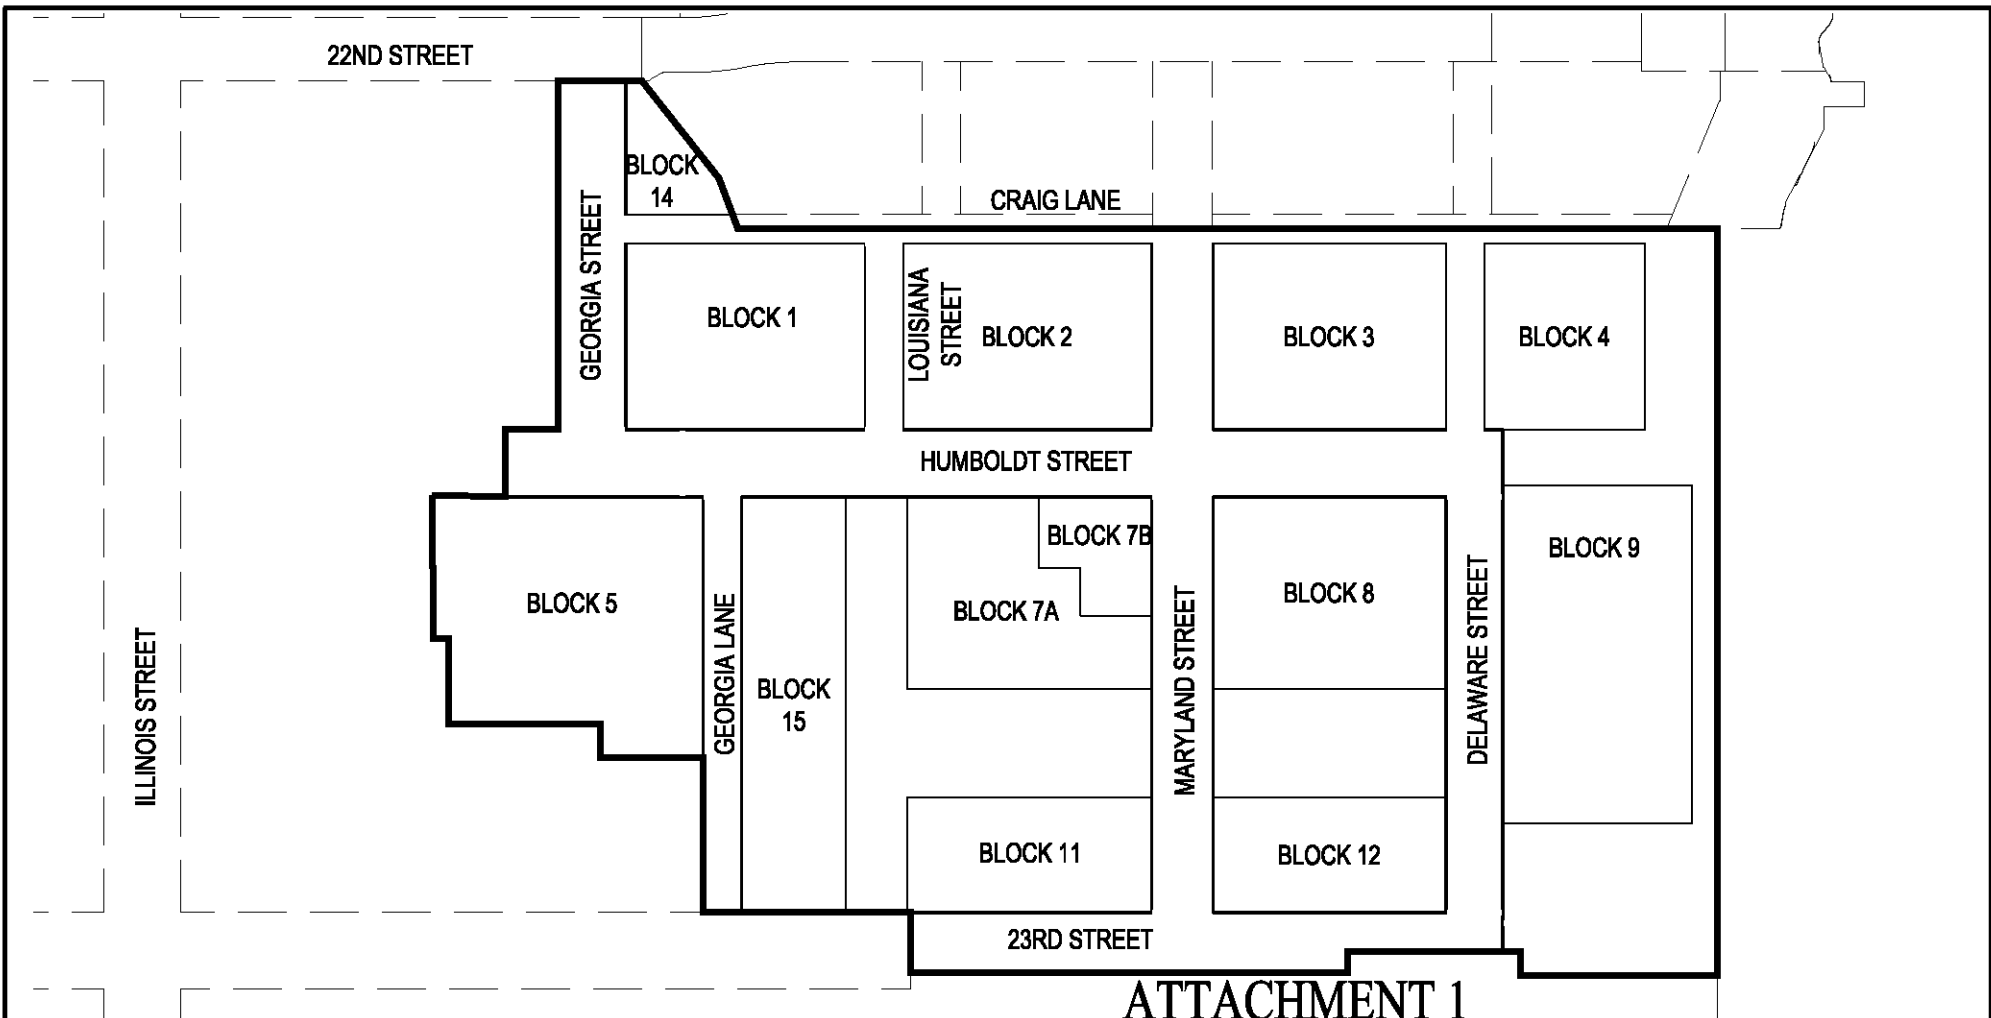 22ND STREET
BLOCK
14
CRAIG LANE
GEORGIA STREET
BLOCK 1
LOUISIANA
STREET
BLOCK 2
BLOCK 3
BLOCK 4
HUMBOLDT STREET
BLOCK 5
GEORGIA LANE
BLOCK
15
BLOCK 7A
BLOCK 7B
MARYLAND STREET
BLOCK 8
DELAWARE STREET
BLOCK 9
ILLINOIS STREET
BLOCK 11
BLOCK 12
23RD STREET
ATTACHMENT 1